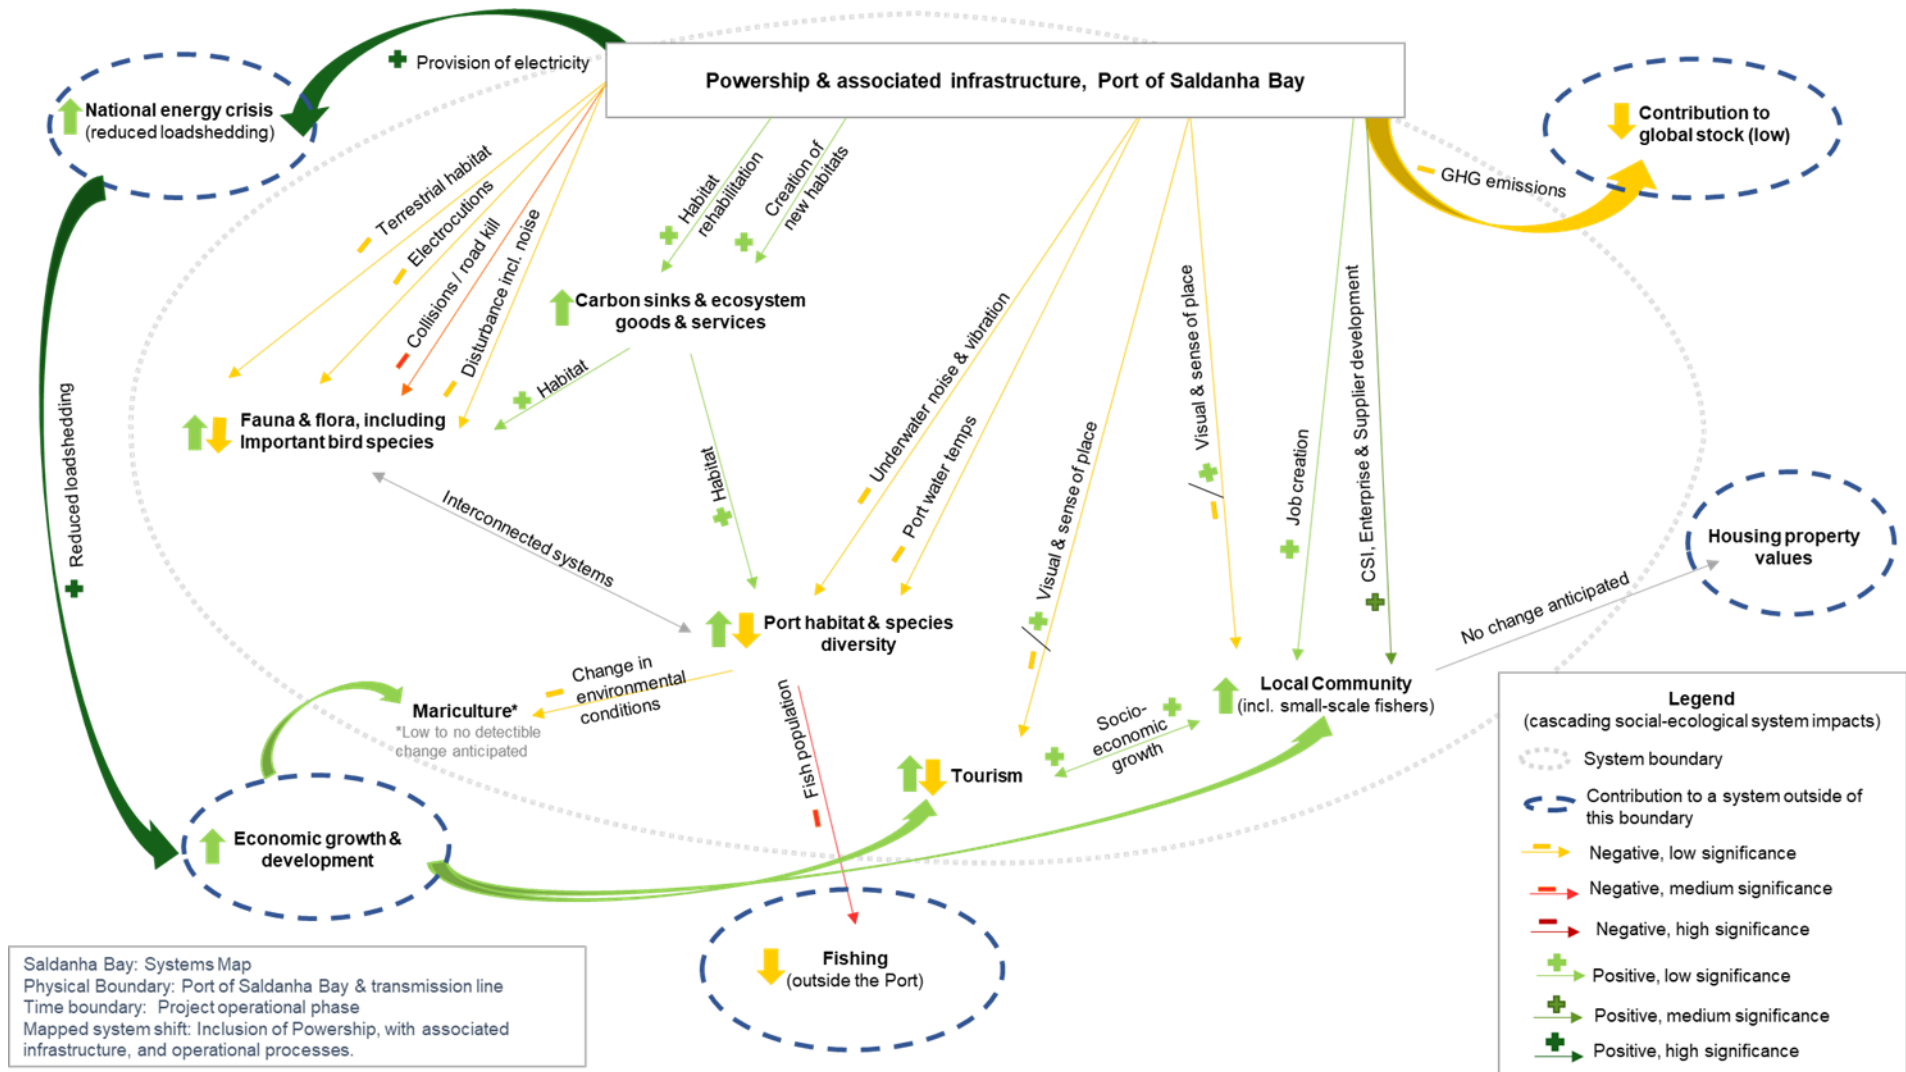 Provision of electricity
Powership & associated infrastructure, Port of Saldanha Bay
National energy crisis
(reduced loadshedding)
Contribution to
global stock (low)
GHG emissions
Terrestrial habitat
Electrocutions
Collisions / road kill
Disturbance incl. noise
Habitat
rehabilitation
Creation of
new habitats
Carbon sinks & ecosystem
goods & services
Habitat
Fauna & flora, including
Important bird species
Habitat
Underwater noise & vibration
Port water temps
Visual & sense of place
Visual & sense of place
Job creation
CSI, Enterprise & Supplier development
Reduced loadshedding
Interconnected systems
Housing property
values
No change anticipated
Port habitat & species
diversity
Change in
environmental
conditions
Mariculture*
*Low to no detectible
change anticipated
Fish population
Local Community
(incl. small-scale fishers)
Socio-
economic
growth
Tourism
Economic growth &
development
Fishing
(outside the Port)
Saldanha Bay: Systems Map
Physical Boundary: Port of Saldanha Bay & transmission line
Time boundary: Project operational phase
Mapped system shift: Inclusion of Powership, with associated
infrastructure, and operational processes.
Legend
(cascading social-ecological system impacts)
System boundary
Contribution to a system outside of
this boundary
Negative, low significance
Negative, medium significance
Negative, high significance
Positive, low significance
Positive, medium significance
Positive, high significance